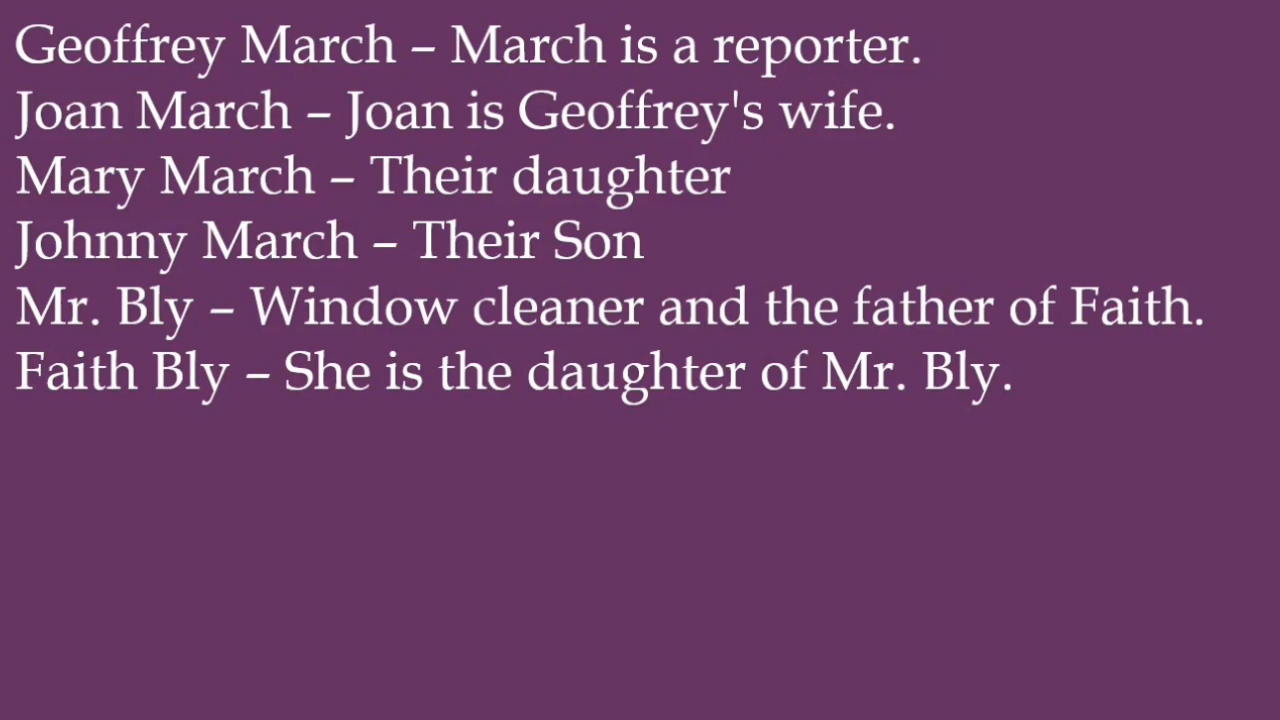 Geoffrey March – March is a reporter.
Joan March – Joan is Geoffrey's wife.
Mary March – Their daughter
Johnny March – Their Son
Mr. Bly – Window cleaner and the father of Faith.
Faith Bly – She is the daughter of Mr. Bly.